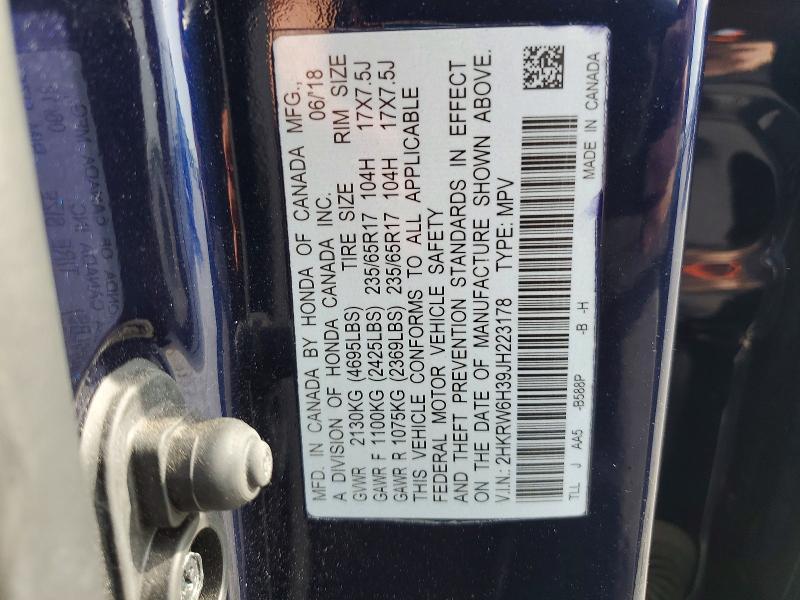 MFD. IN CANADA BY HONDA OF CANADA MFG.,
A DIVISION OF HONDA CANADA INC. 06/'18
GVWR 2130KG (4695LBS) TIRE SIZE RIM SIZE
GAWR F 1100KG (2425LBS) 235/65R17 104H 17X7.5J
GAWR R 1075KG (2369LBS) 235/65R17 104H 17X7.5J
THIS VEHICLE CONFORMS TO ALL APPLICABLE
FEDERAL MOTOR VEHICLE SAFETY
AND THEFT PREVENTION STANDARDS IN EFFECT
ON THE DATE OF MANUFACTURE SHOWN ABOVE.
V.I.N.: 2HKRW6H39JH223178 TYPE: MPV
TLL J AA5 -B588P -B -H MADE IN CANADA